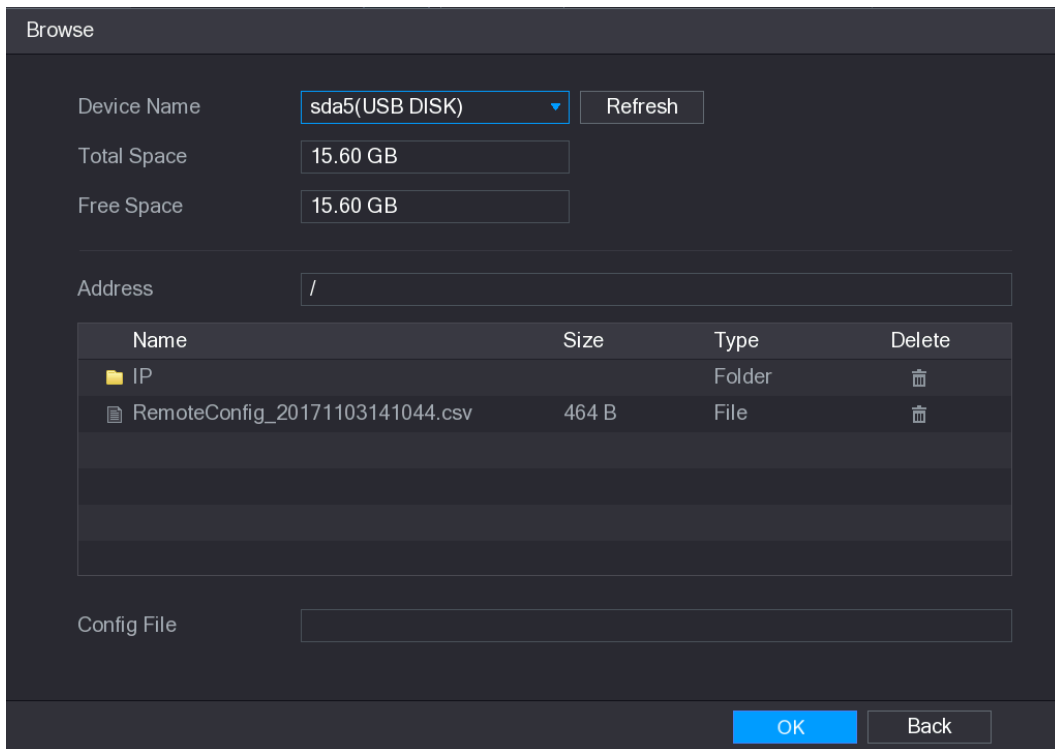 Browse
Device Name sda5(USB DISK) Refresh
Total Space 15.60 GB
Free Space 15.60 GB
Address /
Name Size Type Delete
IP Folder
RemoteConfig_20171103141044.csv 464 B File
Config File
OK Back